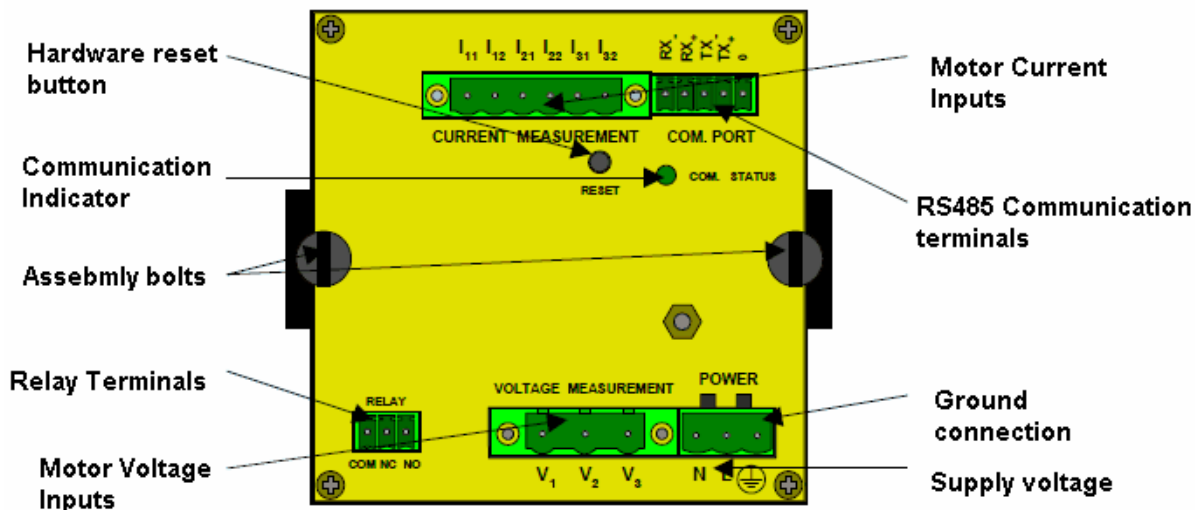 Hardware reset
button
Communication
Indicator
Assebmly bolts
Relay Terminals
Motor Voltage
Inputs
I11 I12 I21 I22 I31 I32
RX- RX+ TX- TX+ 0
CURRENT MEASUREMENT
COM. PORT
RESET
COM. STATUS
RELAY
COM NC NO
VOLTAGE MEASUREMENT
POWER
V1 V2 V3
N L
Motor Current
Inputs
RS485 Communication
terminals
Ground
connection
Supply voltage